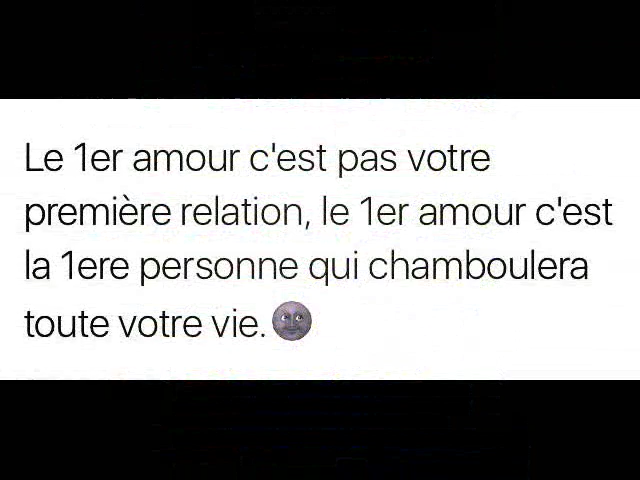 Le 1er amour c'est pas votre
première relation, le 1er amour c'est
la 1ere personne qui chamboulera
toute votre vie.🌚